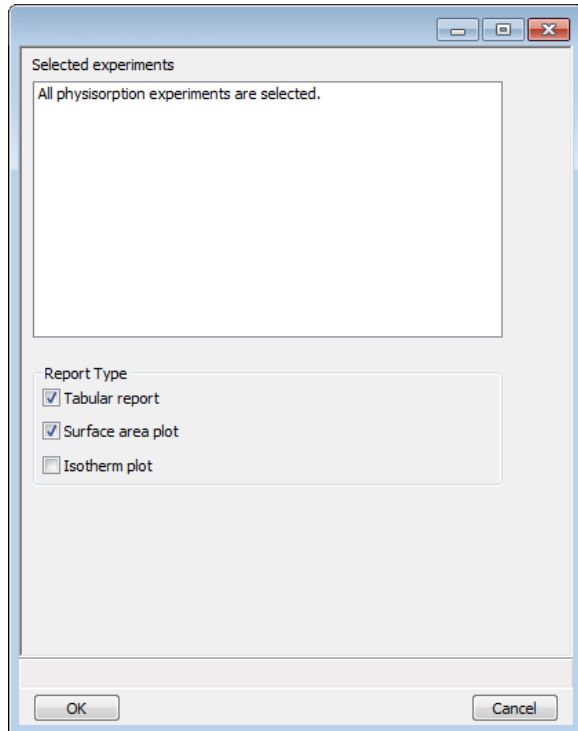 Selected experiments
All physisorption experiments are selected.
Report Type
Tabular report
Surface area plot
Isotherm plot
OK
Cancel